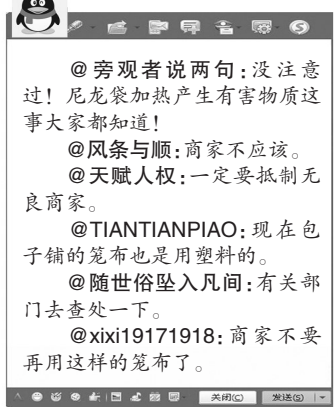 @旁观者说两句:没注意
过!尼龙袋加热产生有害物质这
事大家都知道!
@风条与顺:商家不应该。
@天赋人权:一定要抵制无
良商家。
@TIANTIANPIAO:现在包
子铺的笼布也是用塑料的。
@随世俗坠入凡间:有关部
门去查处一下。
@xixi19171918:商家不要
再用这样的笼布了。
关闭(C) 发送(S)